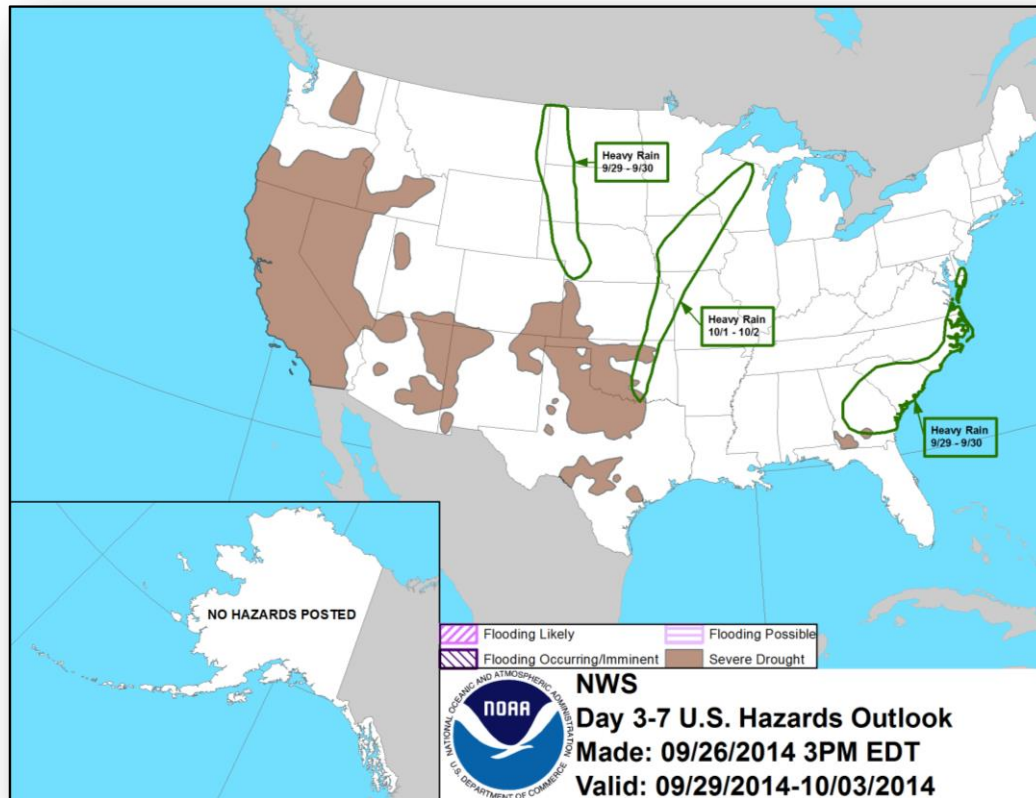 Heavy Rain
9/29 - 9/30
Heavy Rain
10/1 - 10/2
Heavy Rain
9/29 - 9/30
NO HAZARDS POSTED
Flooding Likely
Flooding Possible
Flooding Occurring/Imminent
Severe Drought
NATIONAL OCEANIC AND ATMOSPHERIC ADMINISTRATION
NOAA
U.S. DEPARTMENT OF COMMERCE
NWS
Day 3-7 U.S. Hazards Outlook
Made: 09/26/2014 3PM EDT
Valid: 09/29/2014-10/03/2014